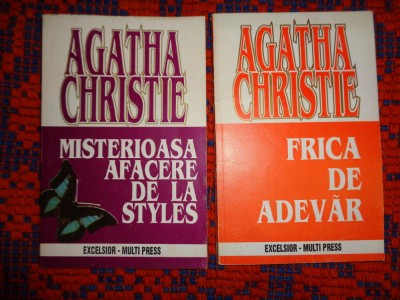 AGATHA
CHRISTIE
MISTERIOASA
AFACERE
DE LA
STYLES
EXCELSIOR - MULTI PRESS
AGATHA
CHRISTIE
FRICA
DE
ADEVĂR
EXCELSIOR - MULTI PRESS